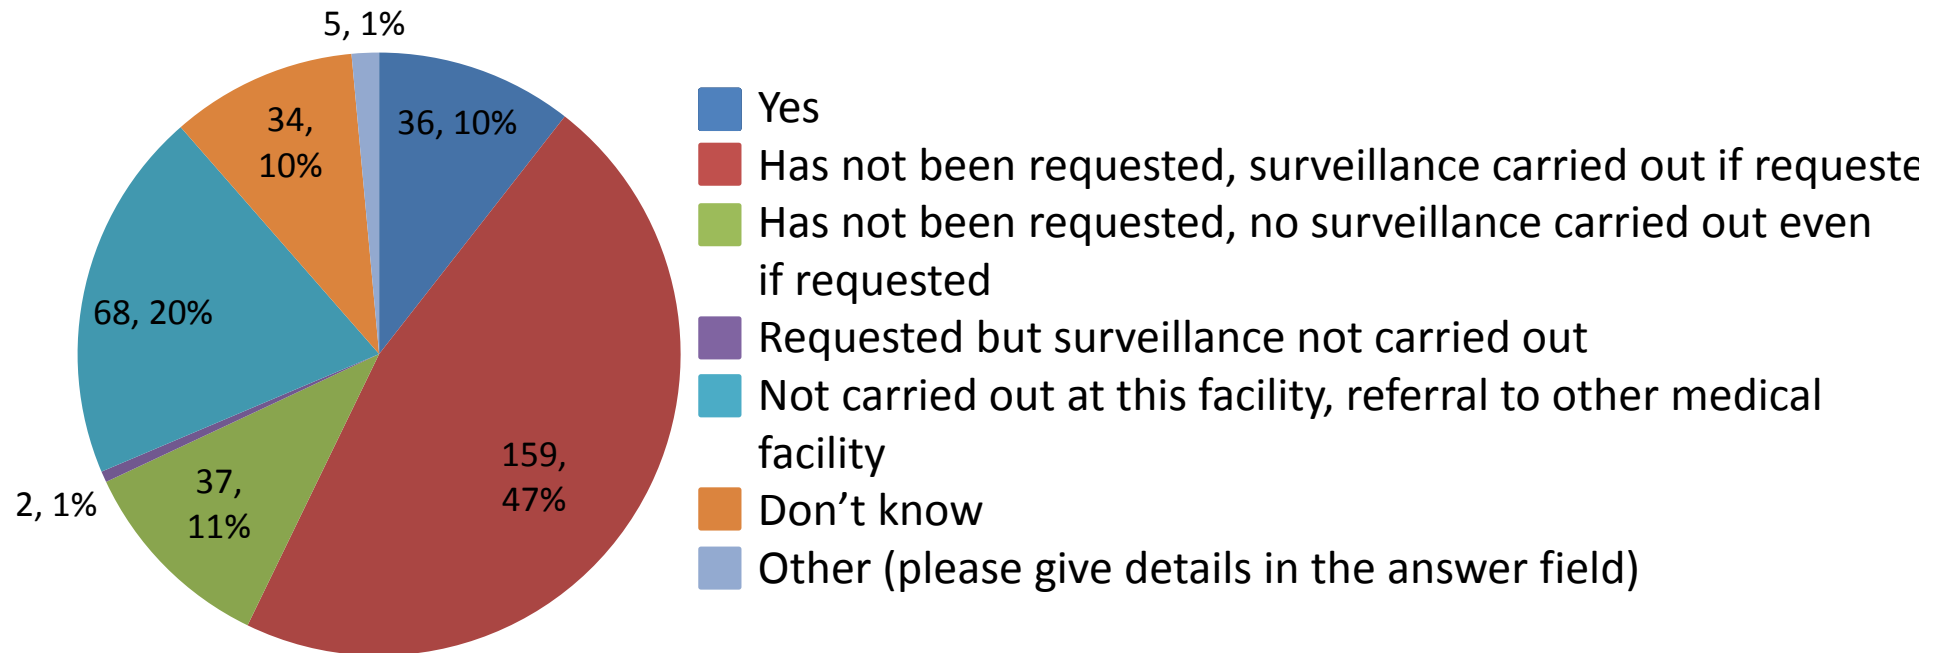 5, 1%
36, 10%
34,
10%
68, 20%
159,
47%
37,
11%
2, 1%
Yes
Has not been requested, surveillance carried out if requeste
Has not been requested, no surveillance carried out even
if requested
Requested but surveillance not carried out
Not carried out at this facility, referral to other medical
facility
Don’t know
Other (please give details in the answer field)